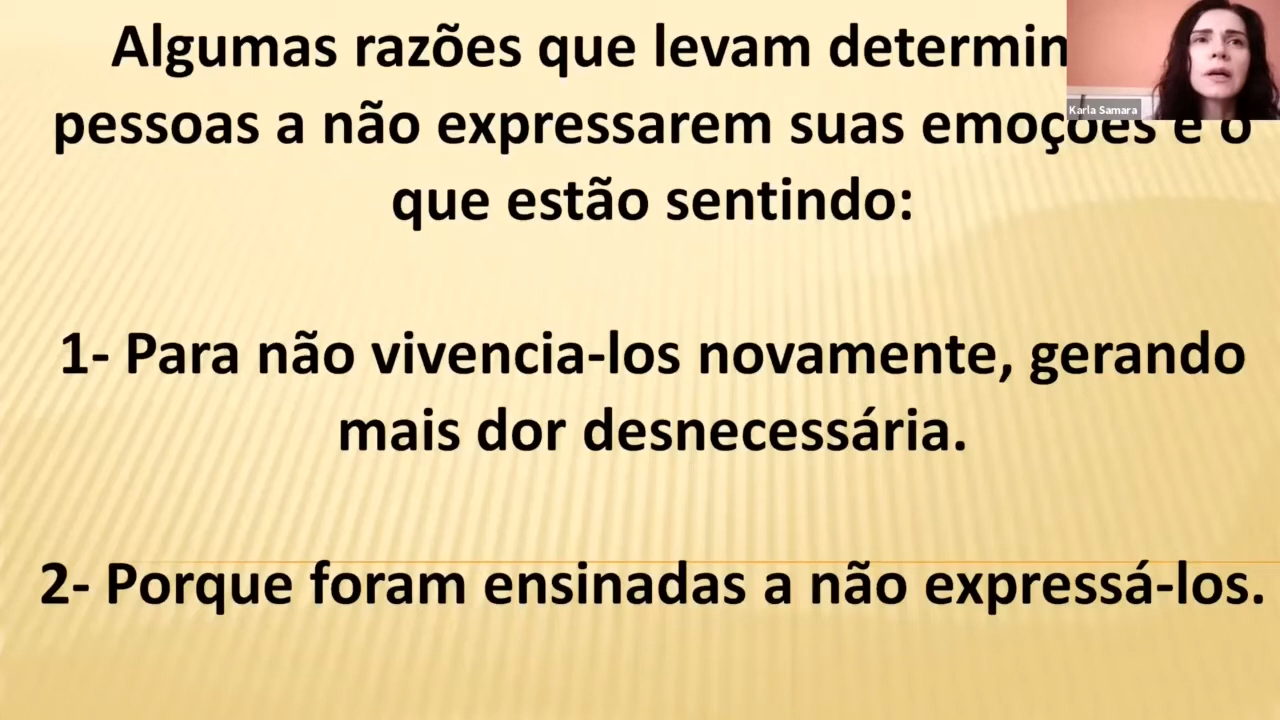 Algumas razões que levam determin
pessoas a não expressarem suas emoções e o
que estão sentindo:
1- Para não vivencia-los novamente, gerando
mais dor desnecessária.
2- Porque foram ensinadas a não expressá-los.
Karla Samara